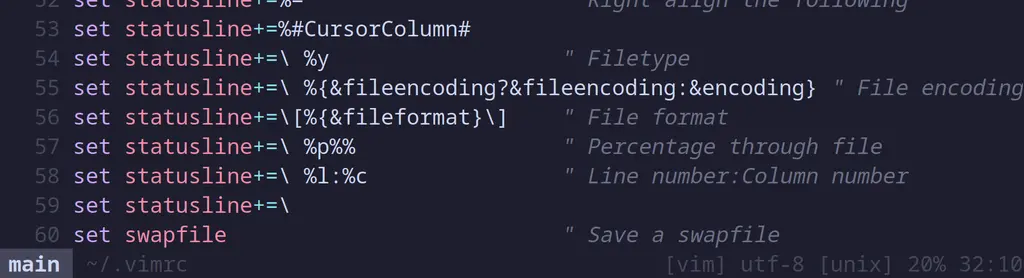 52 set statusline+=%= " Right align the following
53 set statusline+=%#CursorColumn#
54 set statusline+=\ %y " Filetype
55 set statusline+=\ %{&fileencoding?&fileencoding:&encoding} " File encoding
56 set statusline+=\[%{&fileformat}\] " File format
57 set statusline+=\ %p%% " Percentage through file
58 set statusline+=\ %l:%c " Line number:Column number
59 set statusline+=\
60 set swapfile " Save a swapfile
main ~/.vimrc [vim] utf-8 [unix] 20% 32:10